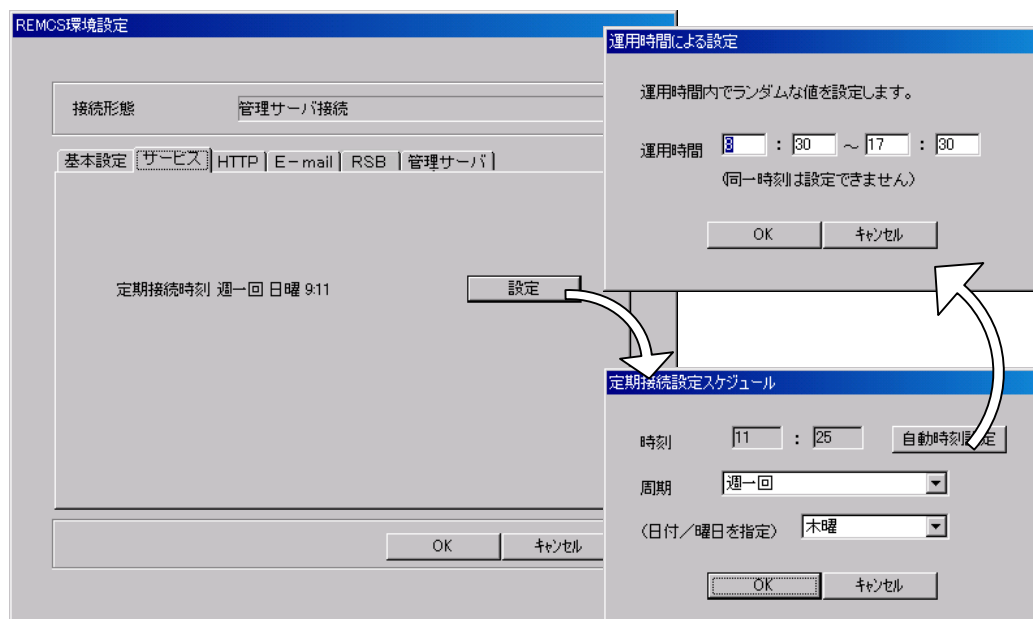 REMCS環境設定
接続形態 管理サーバ接続
基本設定 サービス HTTP E-mail RSB 管理サーバ
定期接続時刻 週一回 日曜 9:11 設定
OK キャンセル
運用時間による設定
運用時間内でランダムな値を設定します。
運用時間 8 : 30 ～ 17 : 30
(同一時刻は設定できません)
OK キャンセル
定期接続設定スケジュール
時刻 11 : 25 自動時刻設定
周期 週一回
(日付/曜日を指定) 木曜
OK キャンセル